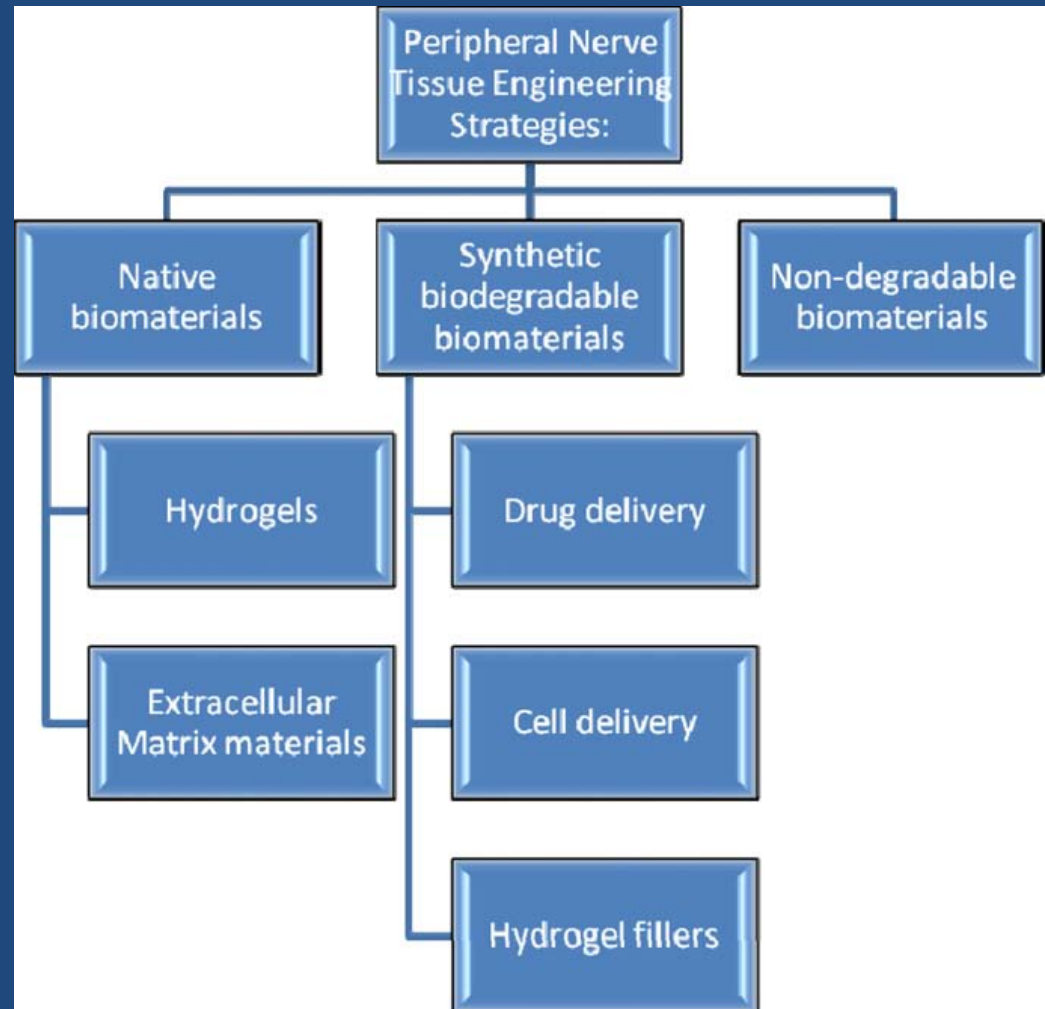 Peripheral Nerve
Tissue Engineering
Strategies:
Native
biomaterials
Synthetic
biodegradable
biomaterials
Non-degradable
biomaterials
Hydrogels
Extracellular
Matrix materials
Drug delivery
Cell delivery
Hydrogel fillers